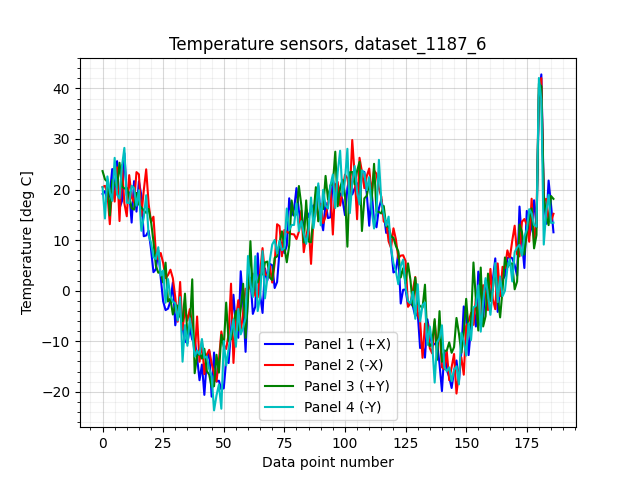 Temperature sensors, dataset_1187_6
Temperature [deg C]
40
30
20
10
0
−10
−20
Panel 1 (+X)
Panel 2 (-X)
Panel 3 (+Y)
Panel 4 (-Y)
0 25 50 75 100 125 150 175
Data point number